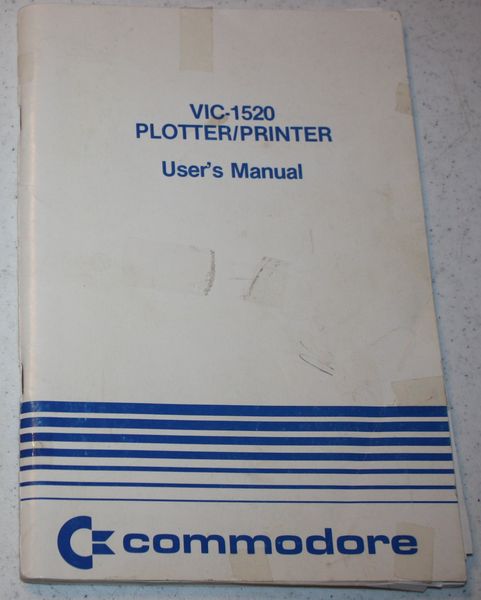 VIC-1520
PLOTTER/PRINTER
User's Manual
commodore